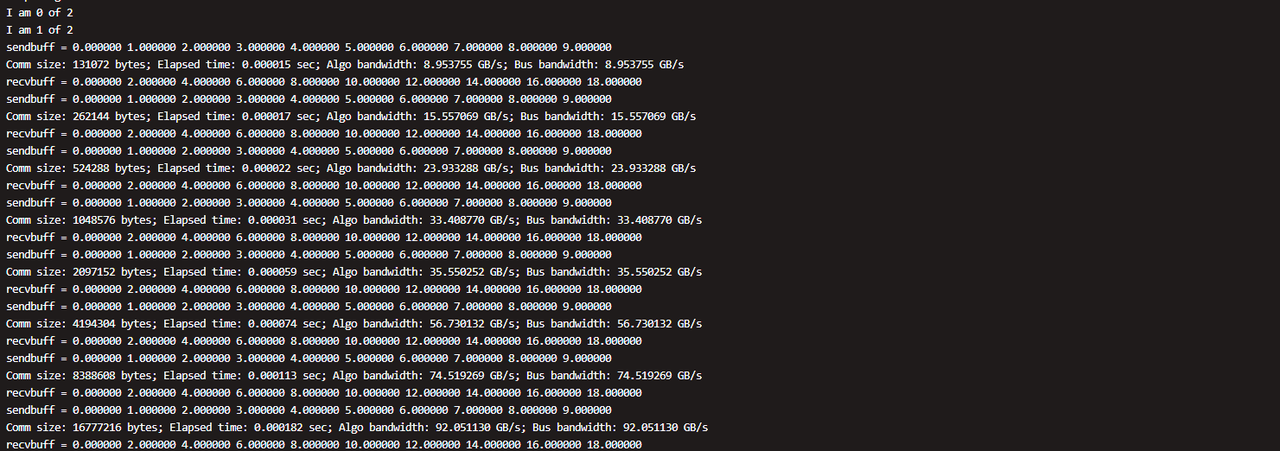 I am 0 of 2
I am 1 of 2
sendbuff = 0.000000 1.000000 2.000000 3.000000 4.000000 5.000000 6.000000 7.000000 8.000000 9.000000
Comm size: 131072 bytes; Elapsed time: 0.000015 sec; Algo bandwidth: 8.953755 GB/s; Bus bandwidth: 8.953755 GB/s
recvbuff = 0.000000 2.000000 4.000000 6.000000 8.000000 10.000000 12.000000 14.000000 16.000000 18.000000
sendbuff = 0.000000 1.000000 2.000000 3.000000 4.000000 5.000000 6.000000 7.000000 8.000000 9.000000
Comm size: 262144 bytes; Elapsed time: 0.000017 sec; Algo bandwidth: 15.557069 GB/s; Bus bandwidth: 15.557069 GB/s
recvbuff = 0.000000 2.000000 4.000000 6.000000 8.000000 10.000000 12.000000 14.000000 16.000000 18.000000
sendbuff = 0.000000 1.000000 2.000000 3.000000 4.000000 5.000000 6.000000 7.000000 8.000000 9.000000
Comm size: 524288 bytes; Elapsed time: 0.000022 sec; Algo bandwidth: 23.933288 GB/s; Bus bandwidth: 23.933288 GB/s
recvbuff = 0.000000 2.000000 4.000000 6.000000 8.000000 10.000000 12.000000 14.000000 16.000000 18.000000
sendbuff = 0.000000 1.000000 2.000000 3.000000 4.000000 5.000000 6.000000 7.000000 8.000000 9.000000
Comm size: 1048576 bytes; Elapsed time: 0.000031 sec; Algo bandwidth: 33.408770 GB/s; Bus bandwidth: 33.408770 GB/s
recvbuff = 0.000000 2.000000 4.000000 6.000000 8.000000 10.000000 12.000000 14.000000 16.000000 18.000000
sendbuff = 0.000000 1.000000 2.000000 3.000000 4.000000 5.000000 6.000000 7.000000 8.000000 9.000000
Comm size: 2097152 bytes; Elapsed time: 0.000059 sec; Algo bandwidth: 35.550252 GB/s; Bus bandwidth: 35.550252 GB/s
recvbuff = 0.000000 2.000000 4.000000 6.000000 8.000000 10.000000 12.000000 14.000000 16.000000 18.000000
sendbuff = 0.000000 1.000000 2.000000 3.000000 4.000000 5.000000 6.000000 7.000000 8.000000 9.000000
Comm size: 4194304 bytes; Elapsed time: 0.000074 sec; Algo bandwidth: 56.730132 GB/s; Bus bandwidth: 56.730132 GB/s
recvbuff = 0.000000 2.000000 4.000000 6.000000 8.000000 10.000000 12.000000 14.000000 16.000000 18.000000
sendbuff = 0.000000 1.000000 2.000000 3.000000 4.000000 5.000000 6.000000 7.000000 8.000000 9.000000
Comm size: 8388608 bytes; Elapsed time: 0.000113 sec; Algo bandwidth: 74.519269 GB/s; Bus bandwidth: 74.519269 GB/s
recvbuff = 0.000000 2.000000 4.000000 6.000000 8.000000 10.000000 12.000000 14.000000 16.000000 18.000000
sendbuff = 0.000000 1.000000 2.000000 3.000000 4.000000 5.000000 6.000000 7.000000 8.000000 9.000000
Comm size: 16777216 bytes; Elapsed time: 0.000182 sec; Algo bandwidth: 92.051130 GB/s; Bus bandwidth: 92.051130 GB/s
recvbuff = 0.000000 2.000000 4.000000 6.000000 8.000000 10.000000 12.000000 14.000000 16.000000 18.000000